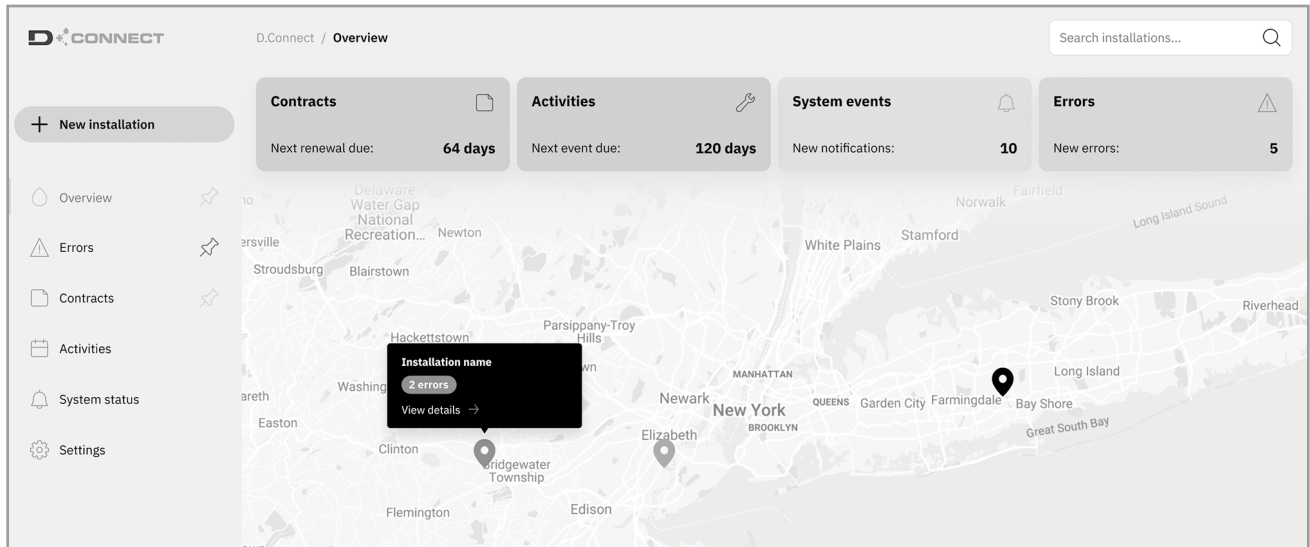 D CONNECT
D.Connect / Overview
Search installations...
New installation
Overview
Errors
Contracts
Activities
System status
Settings
Contracts
Next renewal due: 64 days
Activities
Next event due: 120 days
System events
New notifications: 10
Errors
New errors: 5
Delaware
Water Gap
National
Recreation...
Newton
Stroudsburg
Blairstown
Fairfield
Norwalk
Long Island Sound
Stamford
White Plains
Stony Brook
Riverhead
Parsippany-Troy
Hills
Hackettstown
Installation name
2 errors
View details
MANHATTAN
Long Island
Newark
New York
QUEENS
Garden City
Farmingdale
Bay Shore
BROOKLYN
Great South Bay
Easton
Clinton
Elizabeth
Bridgewater
Township
Flemington
Edison